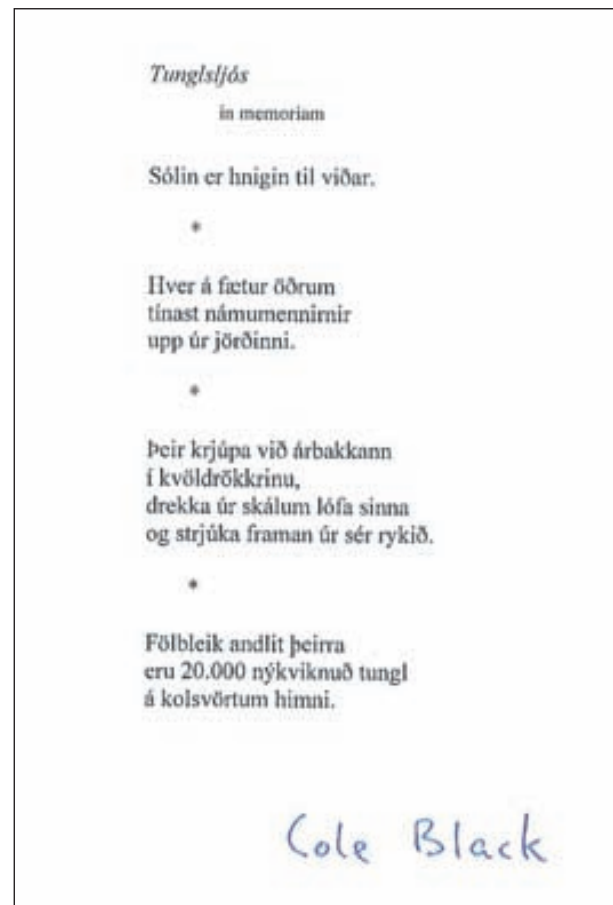 Tunglsljós
in memoriam
Sólin er hnigin til viðar.
*
Hver á fætur öðrum
tínast námumennirnir
upp úr jörðinni.
*
Þeir krjúpa við árbakkann
í kvöldrökkrinu,
drekka úr skálum lófa sinna
og strjúka framan úr sér rykið.
*
Fölbleik andlit þeirra
eru 20.000 nýkviknuð tungl
á kolsvörtum himni.
Cole Black